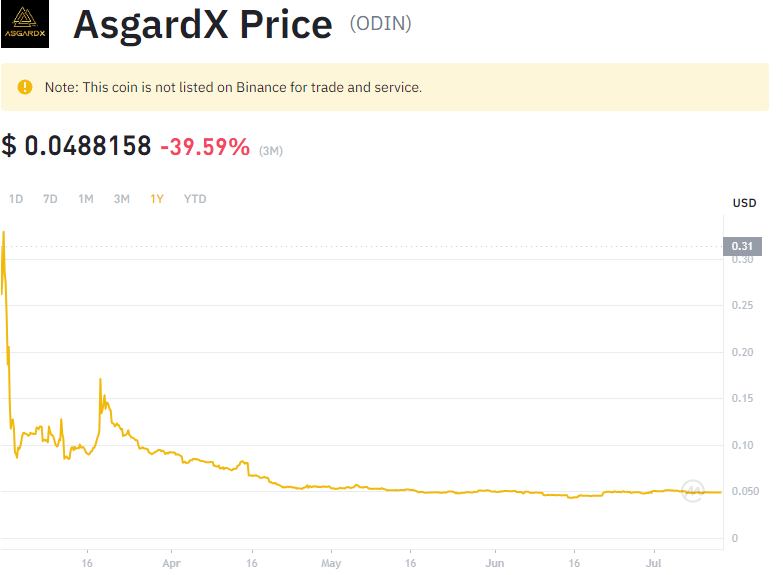 ASGARDX
AsgardX Price (ODIN)
Note: This coin is not listed on Binance for trade and service.
$ 0.0488158 -39.59% (3M)
1D 7D 1M 3M 1Y YTD
USD
0.31
0.30
0.25
0.20
0.15
0.10
0.050
0
16 Apr 16 May 16 Jun 16 Jul